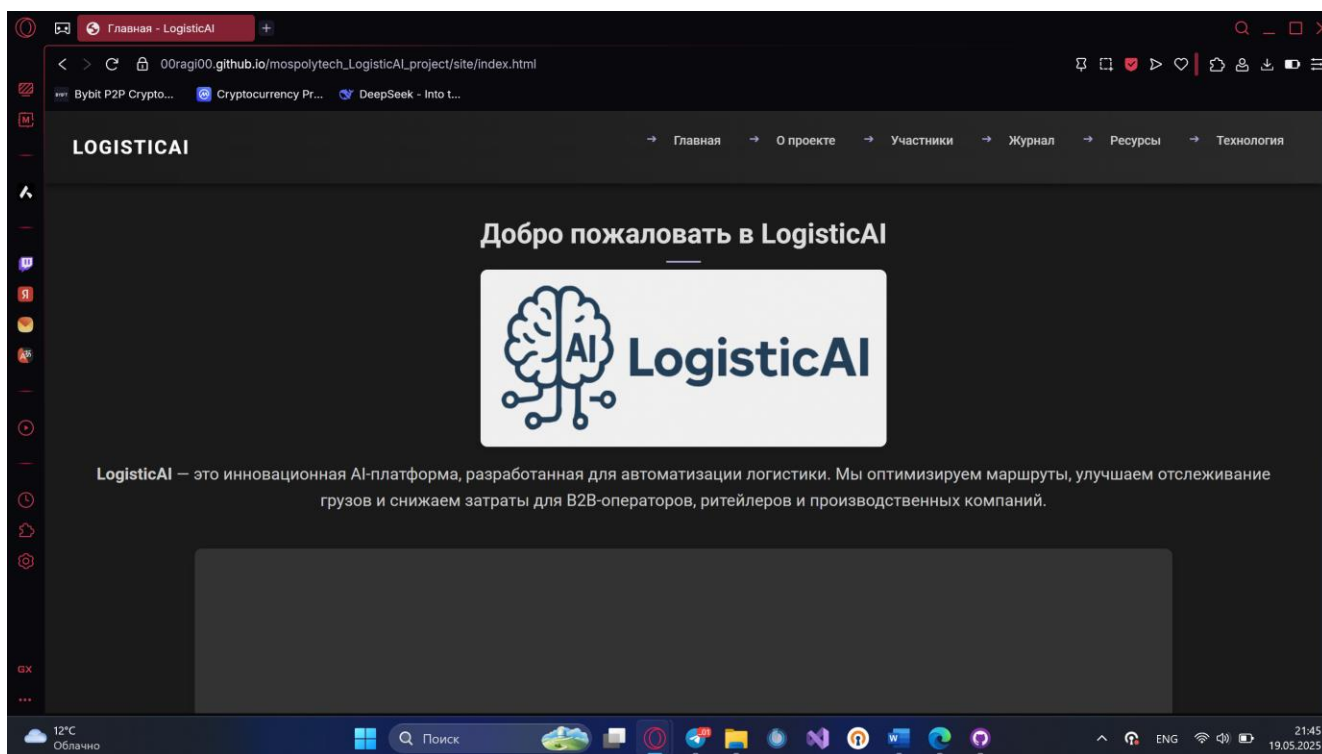 Главная - LogisticAI
00ragi00.github.io/mospolytech_LogisticAI_project/site/index.html
Bybit P2P Crypto... Cryptocurrency Pr... DeepSeek - Into t...
LOGISTICAI
→ Главная → О проекте → Участники → Журнал → Ресурсы → Технология
Добро пожаловать в LogisticAI
AI LogisticAI
LogisticAI — это инновационная AI-платформа, разработанная для автоматизации логистики. Мы оптимизируем маршруты, улучшаем отслеживание
грузов и снижаем затраты для B2B-операторов, ритейлеров и производственных компаний.
GX
12°C
Облачно
Поиск
ENG
21:45
19.05.2025